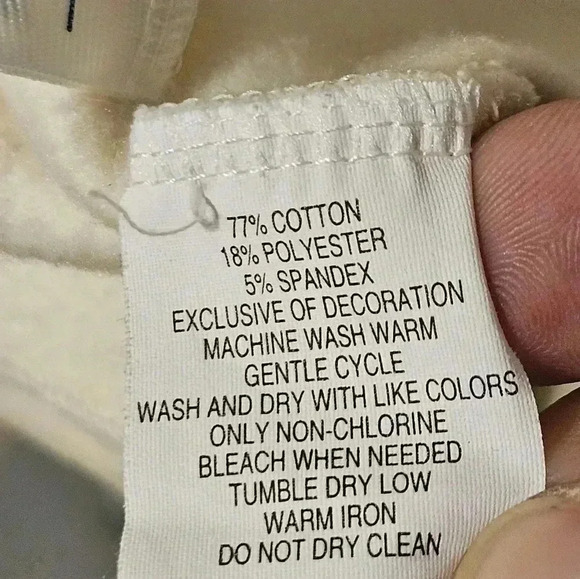 77% COTTON
18% POLYESTER
5% SPANDEX
EXCLUSIVE OF DECORATION
MACHINE WASH WARM
GENTLE CYCLE
WASH AND DRY WITH LIKE COLORS
ONLY NON-CHLORINE
BLEACH WHEN NEEDED
TUMBLE DRY LOW
WARM IRON
DO NOT DRY CLEAN